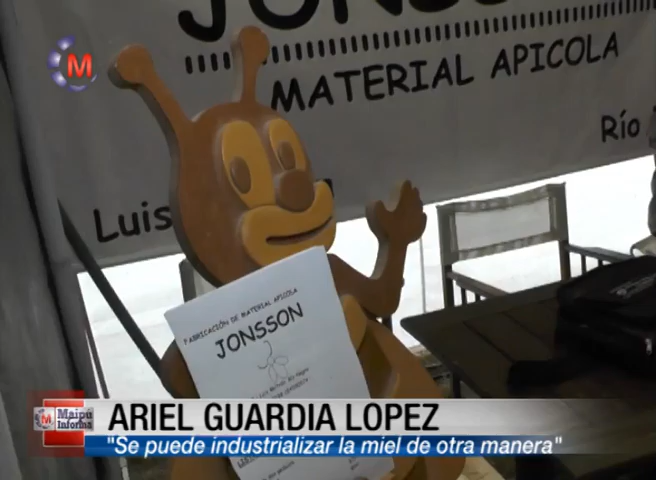 JONSSON
MATERIAL APICOLA
Río
Luis
M
FABRICACIÓN DE MATERIAL APICOLA
JONSSON
M
Maipú
Informa
ARIEL GUARDIA LOPEZ
"Se puede industrializar la miel de otra manera"